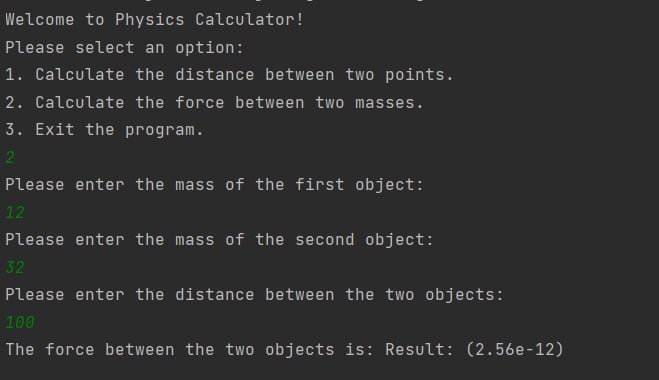 Welcome to Physics Calculator!
Please select an option:
1. Calculate the distance between two points.
2. Calculate the force between two masses.
3. Exit the program.
2
Please enter the mass of the first object:
12
Please enter the mass of the second object:
32
Please enter the distance between the two objects:
100
The force between the two objects is: Result: (2.56e-12)